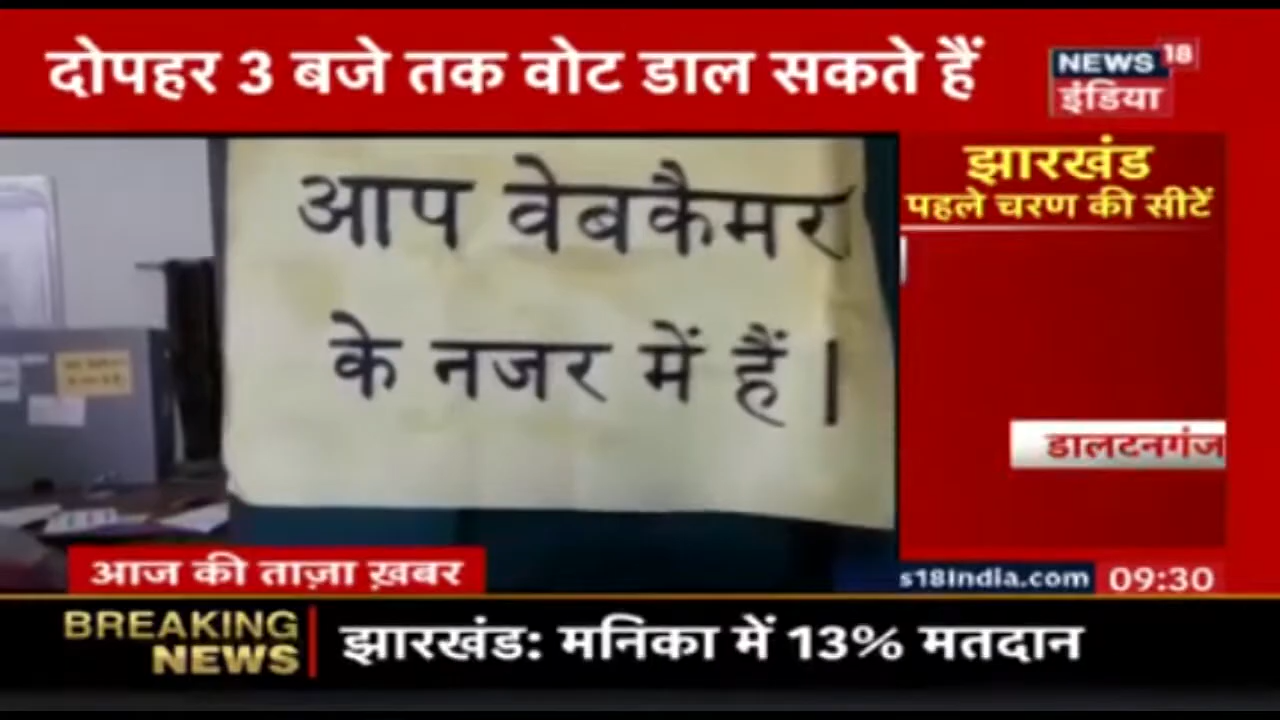 दोपहर 3 बजे तक वोट डाल सकते हैं
NEWS 18
इंडिया
झारखंड
पहले चरण की सीटें
आप वेबकैमर
के नजर में हैं।
डालटनगंज
आज की ताज़ा ख़बर
s18india.com 09:30
BREAKING
NEWS
झारखंड: मनिका में 13% मतदान